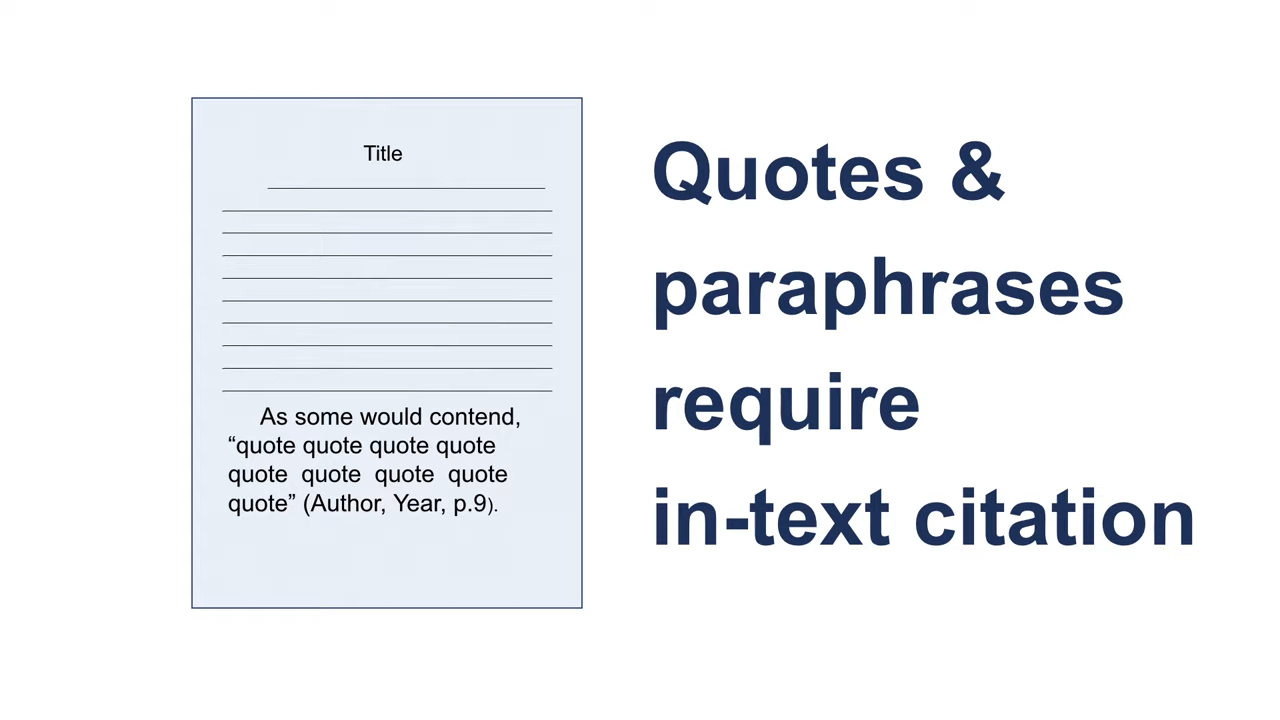 Title
As some would contend,
“quote quote quote quote
quote quote quote quote
quote” (Author, Year, p.9).
Quotes &
paraphrases
require
in-text citation